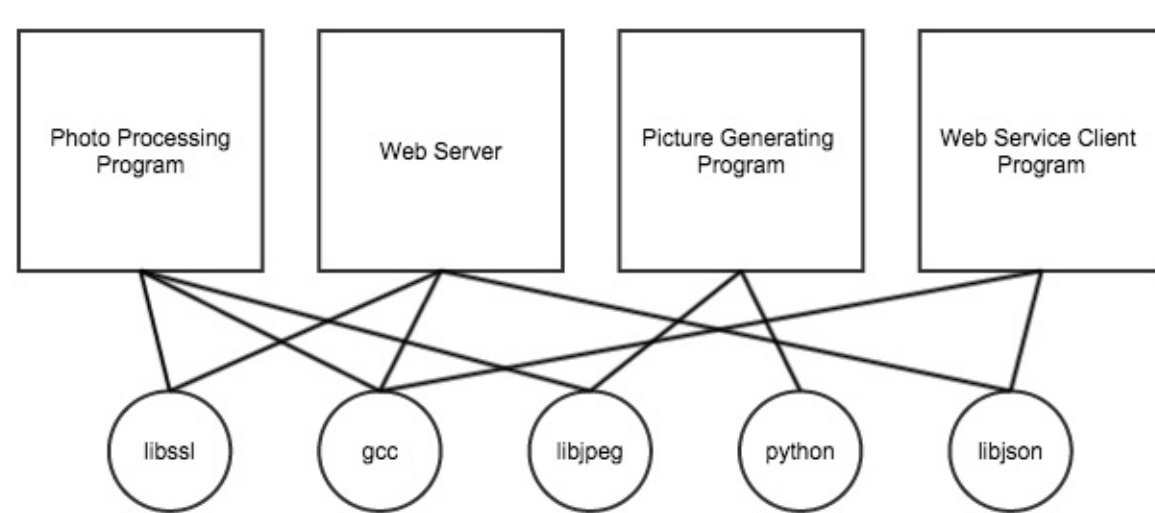 Photo Processing
Program
Web Server
Picture Generating
Program
Web Service Client
Program
libssl
gcc
libjpeg
python
libjson